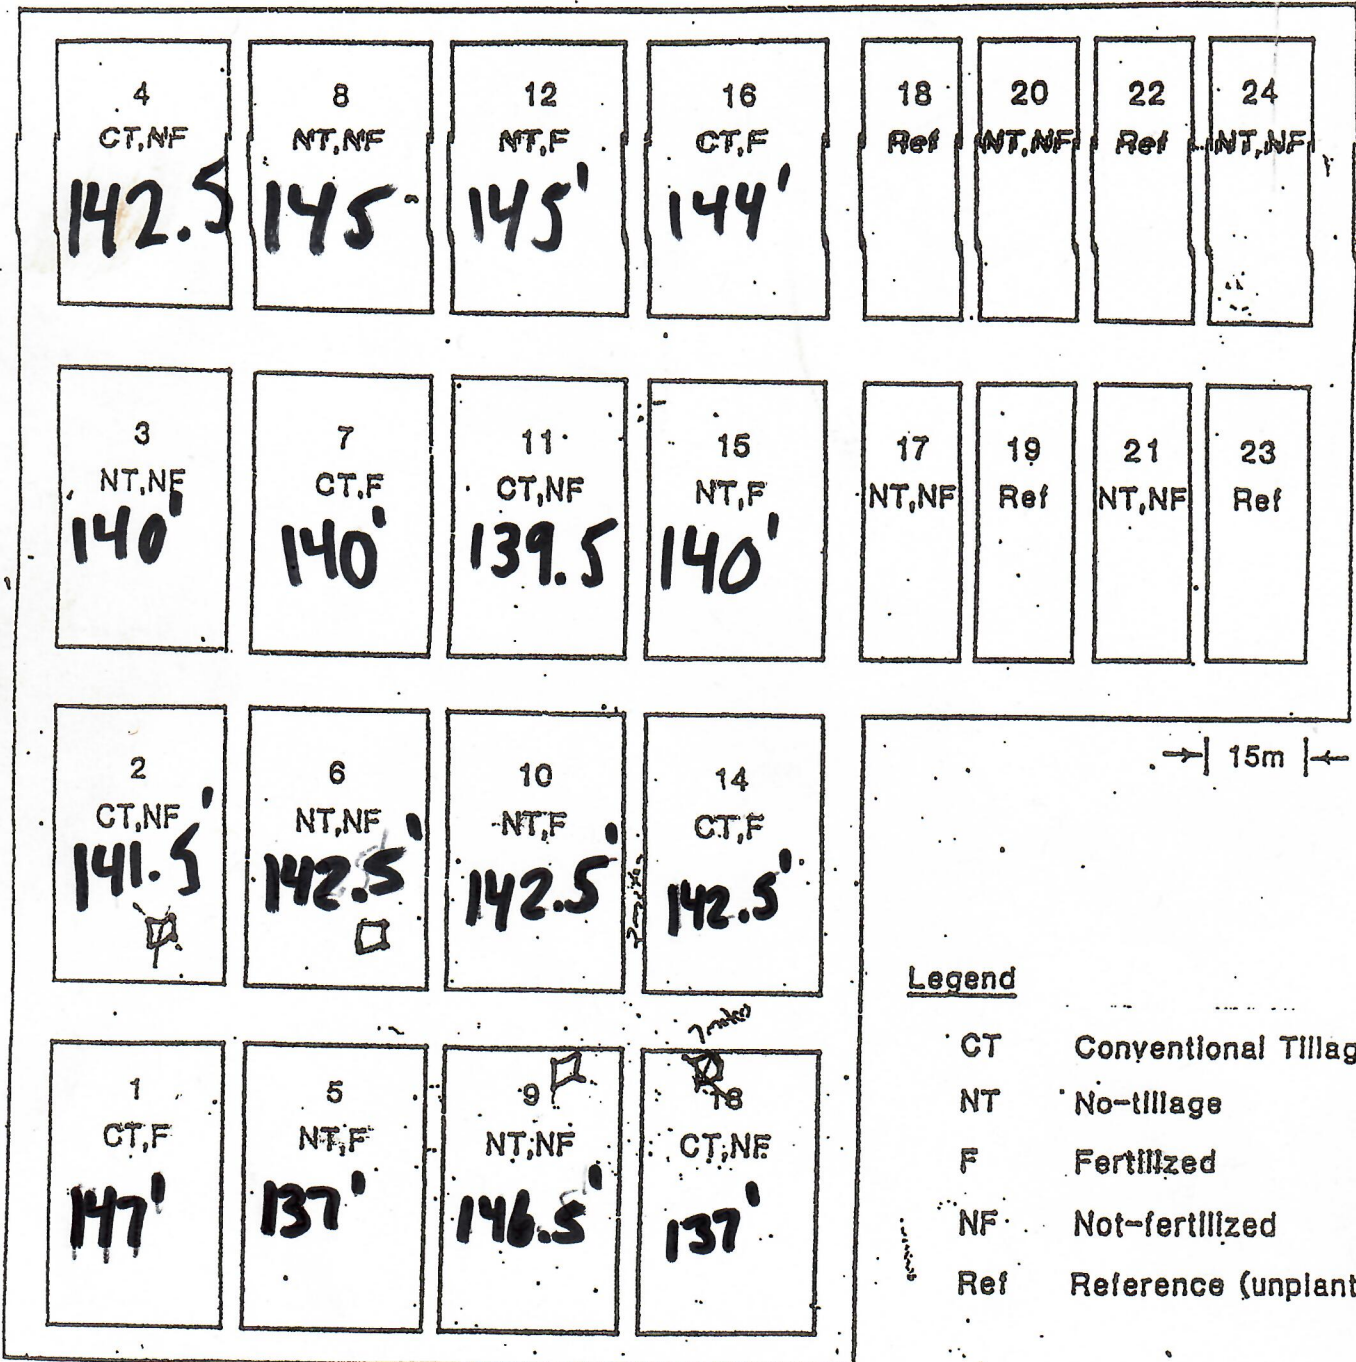 4
CT,NF
142.5
8
NT,NF
145
12
NT,F
145'
16
CT,F
144'
18
Ref
20
NT,NF
22
Ref
24
NT,NF
3
NT,NF
140'
7
CT,F
140'
11
CT,NF
139.5
15
NT,F
140'
17
NT,NF
19
Ref
21
NT,NF
23
Ref
2
CT,NF
141.5'
6
NT,NF
142.5'
10
NT,F
142.5'
14
CT,F
142.5'
15m
1
CT,F
147'
5
NT,F
137'
9
NT,NF
146.5'
CT,NF
137'
Legend
CT Conventional Tillag
NT No-tillage
F Fertilized
NF Not-fertilized
Ref Reference (unplant